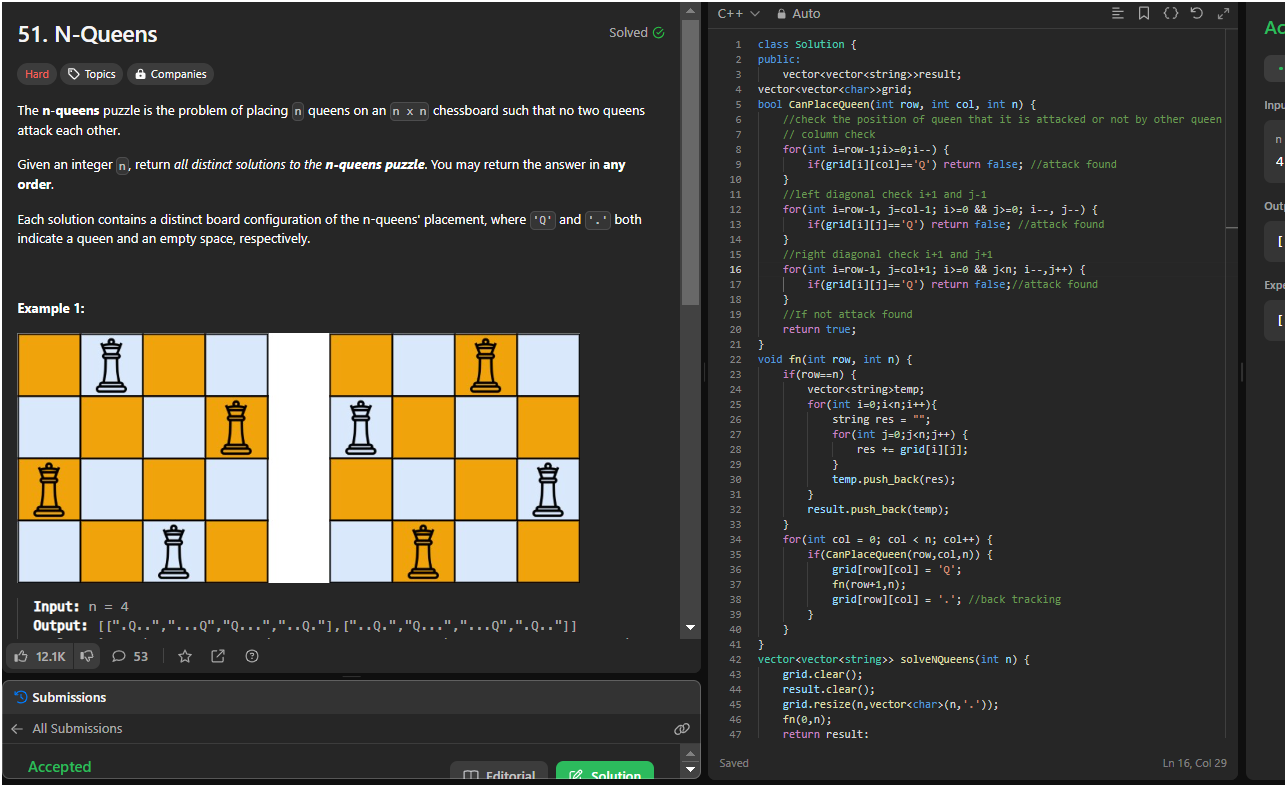 51. N-Queens
Solved
Hard
Topics
Companies
The n-queens puzzle is the problem of placing n queens on an n x n chessboard such that no two queens
attack each other.
Given an integer n, return all distinct solutions to the n-queens puzzle. You may return the answer in any
order.
Each solution contains a distinct board configuration of the n-queens' placement, where 'Q' and '.' both
indicate a queen and an empty space, respectively.
Example 1:
Input: n = 4
Output: [[".Q..","...Q","Q...","..Q."],["..Q.","Q...","...Q",".Q.."]]
12.1K
53
Submissions
All Submissions
Accepted
Editorial
Solution
C++
Auto
1 class Solution {
2 public:
3     vector<vector<string>>result;
4 vector<vector<char>>grid;
5 bool CanPlaceQueen(int row, int col, int n) {
6     //check the position of queen that it is attacked or not by other queen
7     // column check
8     for(int i=row-1;i>=0;i--) {
9         if(grid[i][col]=='Q') return false; //attack found
10     }
11     //left diagonal check i+1 and j-1
12     for(int i=row-1, j=col-1; i>=0 && j>=0; i--, j--) {
13         if(grid[i][j]=='Q') return false; //attack found
14     }
15     //right diagonal check i+1 and j+1
16     for(int i=row-1, j=col+1; i>=0 && j<n; i--,j++) {
17         if(grid[i][j]=='Q') return false;//attack found
18     }
19     //If not attack found
20     return true;
21 }
22 void fn(int row, int n) {
23     if(row==n) {
24         vector<string>temp;
25         for(int i=0;i<n;i++){
26             string res = "";
27             for(int j=0;j<n;j++) {
28                 res += grid[i][j];
29             }
30             temp.push_back(res);
31         }
32         result.push_back(temp);
33     }
34     for(int col = 0; col < n; col++) {
35         if(CanPlaceQueen(row,col,n)) {
36             grid[row][col] = 'Q';
37             fn(row+1,n);
38             grid[row][col] = '.'; //back tracking
39         }
40     }
41 }
42 vector<vector<string>> solveNQueens(int n) {
43     grid.clear();
44     result.clear();
45     grid.resize(n,vector<char>(n,'.'));
46     fn(0,n);
47     return result;
Saved
Ln 16, Col 29
Ac
Inpu
n
4
Outp
[
Expe
[